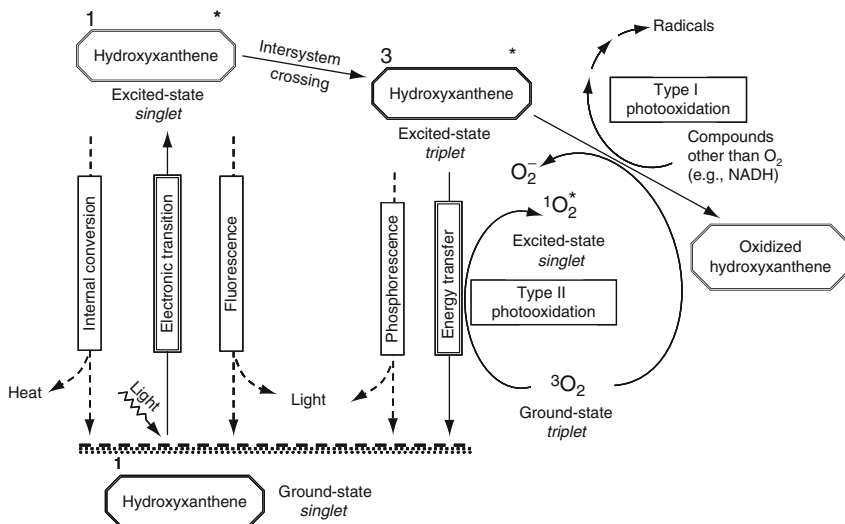 1 *
Hydroxyxanthene
Excited-state
singlet
Intersystem
crossing
3 *
Hydroxyxanthene
Excited-state
triplet
Radicals
Type I
photooxidation
Compounds
other than O₂
(e.g., NADH)
O₂⁻
¹O₂*
Excited-state
singlet
Type II
photooxidation
Oxidized
hydroxyxanthene
Internal conversion
Electronic transition
Fluorescence
Phosphorescence
Energy transfer
Heat
Light
Light
³O₂
Ground-state
triplet
1
Hydroxyxanthene
Ground-state
singlet